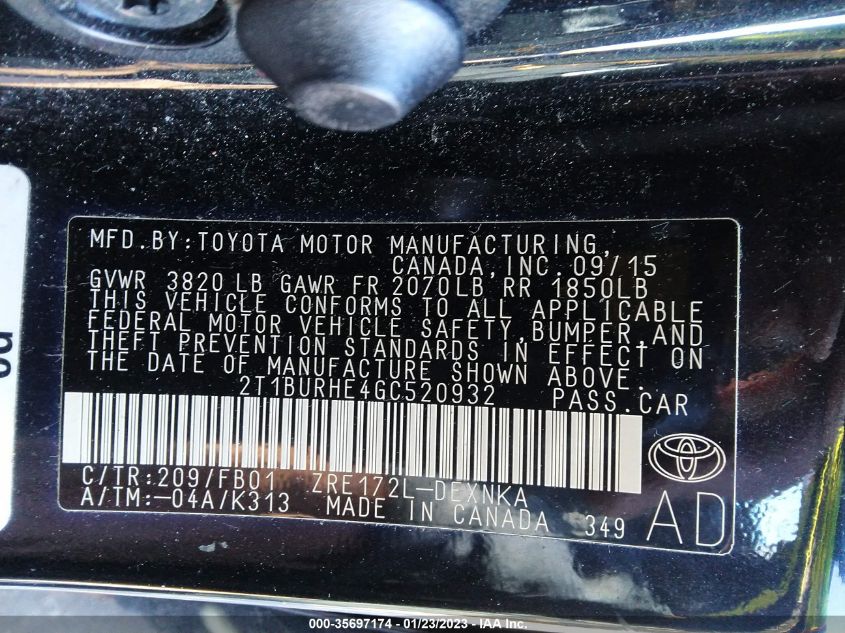 MFD.BY:TOYOTA MOTOR MANUFACTURING,
CANADA,INC.09/15
GVWR 3820 LB GAWR FR 2070LB RR 1850LB
THIS VEHICLE CONFORMS TO ALL APPLICABLE
FEDERAL MOTOR VEHICLE SAFETY,BUMPER,AND
THEFT PREVENTION STANDARDS IN EFFECT ON
THE DATE OF MANUFACTURE SHOWN ABOVE.
2T1BURHE4GC520932 PASS.CAR
C/TR:209/FB01 ZRE172L-DEXNKA
A/TM:-04A/K313 MADE IN CANADA 349
AD
000-35697174 - 01/23/2023 - IAA Inc.